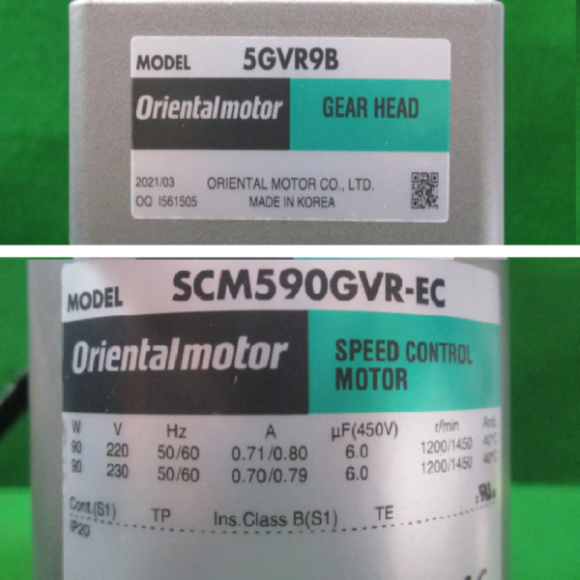 MODEL 5GVR9B
Orientalmotor GEAR HEAD
2021/03 ORIENTAL MOTOR CO., LTD.
OQ I561505 MADE IN KOREA
MODEL SCM590GVR-EC
Orientalmotor SPEED CONTROL
MOTOR
W V Hz A µF(450V) r/min Amb.
90 220 50/60 0.71/0.80 6.0 1200/1450 40°C
90 230 50/60 0.70/0.79 6.0 1200/1450 40°C
Cont.(S1) TP Ins.Class B(S1) TE
IP20